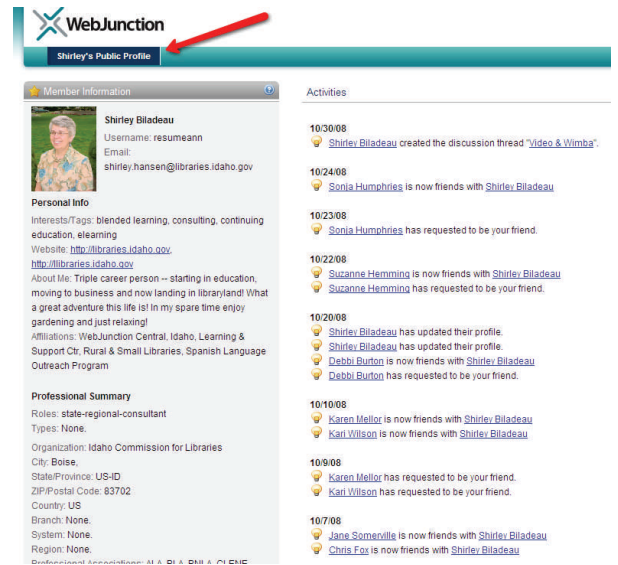 WebJunction
Shirley's Public Profile
Member Information
Shirley Biladeau
Username: resumeann
Email:
shirley.hansen@libraries.idaho.gov
Personal Info
Interests/Tags: blended learning, consulting, continuing
education, elearning
Website: http://libraries.idaho.gov,
http://llibraries.idaho.gov
About Me: Triple career person -- starting in education,
moving to business and now landing in libraryland! What
a great adventure this life is! In my spare time enjoy
gardening and just relaxing!
Affiliations: WebJunction Central, Idaho, Learning &
Support Ctr, Rural & Small Libraries, Spanish Language
Outreach Program
Professional Summary
Roles: state-regional-consultant
Types: None.
Organization: Idaho Commission for Libraries
City: Boise,
State/Province: US-ID
ZIP/Postal Code: 83702
Country: US
Branch: None.
System: None.
Region: None.
Professional Associations: ALA, PLA, PNLA, CLENE
Activities
10/30/08
Shirley Biladeau created the discussion thread "Video & Wimba".
10/24/08
Sonja Humphries is now friends with Shirley Biladeau
10/23/08
Sonja Humphries has requested to be your friend.
10/22/08
Suzanne Hemming is now friends with Shirley Biladeau
Suzanne Hemming has requested to be your friend.
10/20/08
Shirley Biladeau has updated their profile.
Shirley Biladeau has updated their profile.
Debbi Burton is now friends with Shirley Biladeau
Debbi Burton has requested to be your friend.
10/10/08
Karen Mellor is now friends with Shirley Biladeau
Kari Wilson is now friends with Shirley Biladeau
10/9/08
Karen Mellor has requested to be your friend.
Kari Wilson has requested to be your friend.
10/7/08
Jane Somerville is now friends with Shirley Biladeau
Chris Fox is now friends with Shirley Biladeau